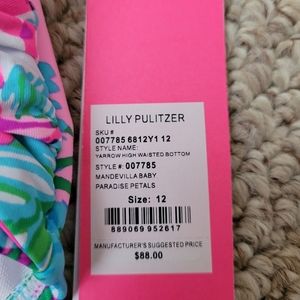 LILLY PULITZER
SKU #
007785 6812Y1 12
STYLE NAME:
YARROW HIGH WAISTED BOTTOM
STYLE #: 007785
MANDEVILLA BABY
PARADISE PETALS
Size: 12
889069 952617
MANUFACTURER'S SUGGESTED PRICE
$88.00